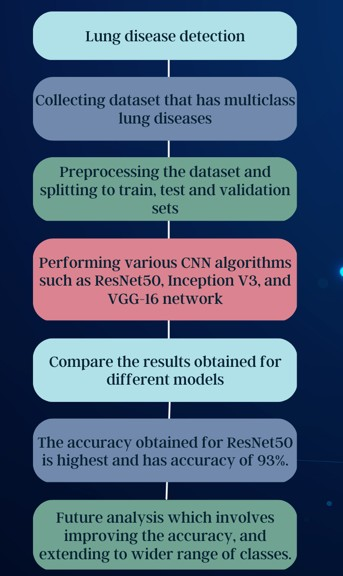 Lung disease detection
Collecting dataset that has multiclass
lung diseases
Preprocessing the dataset and
splitting to train, test and validation
sets
Performing various CNN algorithms
such as ResNet50, Inception V3, and
VGG-16 network
Compare the results obtained for
different models
The accuracy obtained for ResNet50
is highest and has accuracy of 93%.
Future analysis which involves
improving the accuracy, and
extending to wider range of classes.